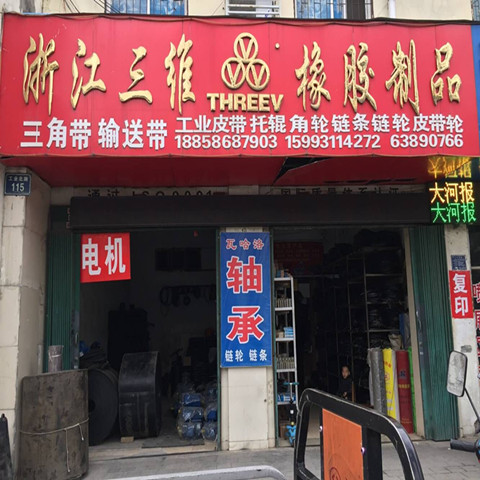 浙江三维 THREEV 橡胶制品
三角带 输送带 工业皮带 托辊 角轮 链条 链轮 皮带轮
18858687903 15993114272 63890766
115
大河报
大河报
电机
瓦哈洛
轴承
链轮 链条
复印